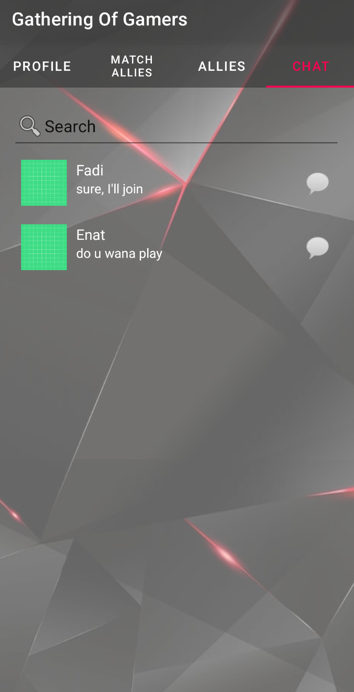 Gathering Of Gamers
PROFILE
MATCH
ALLIES
ALLIES
CHAT
Search
Fadi
sure, I'll join
Enat
do u wana play